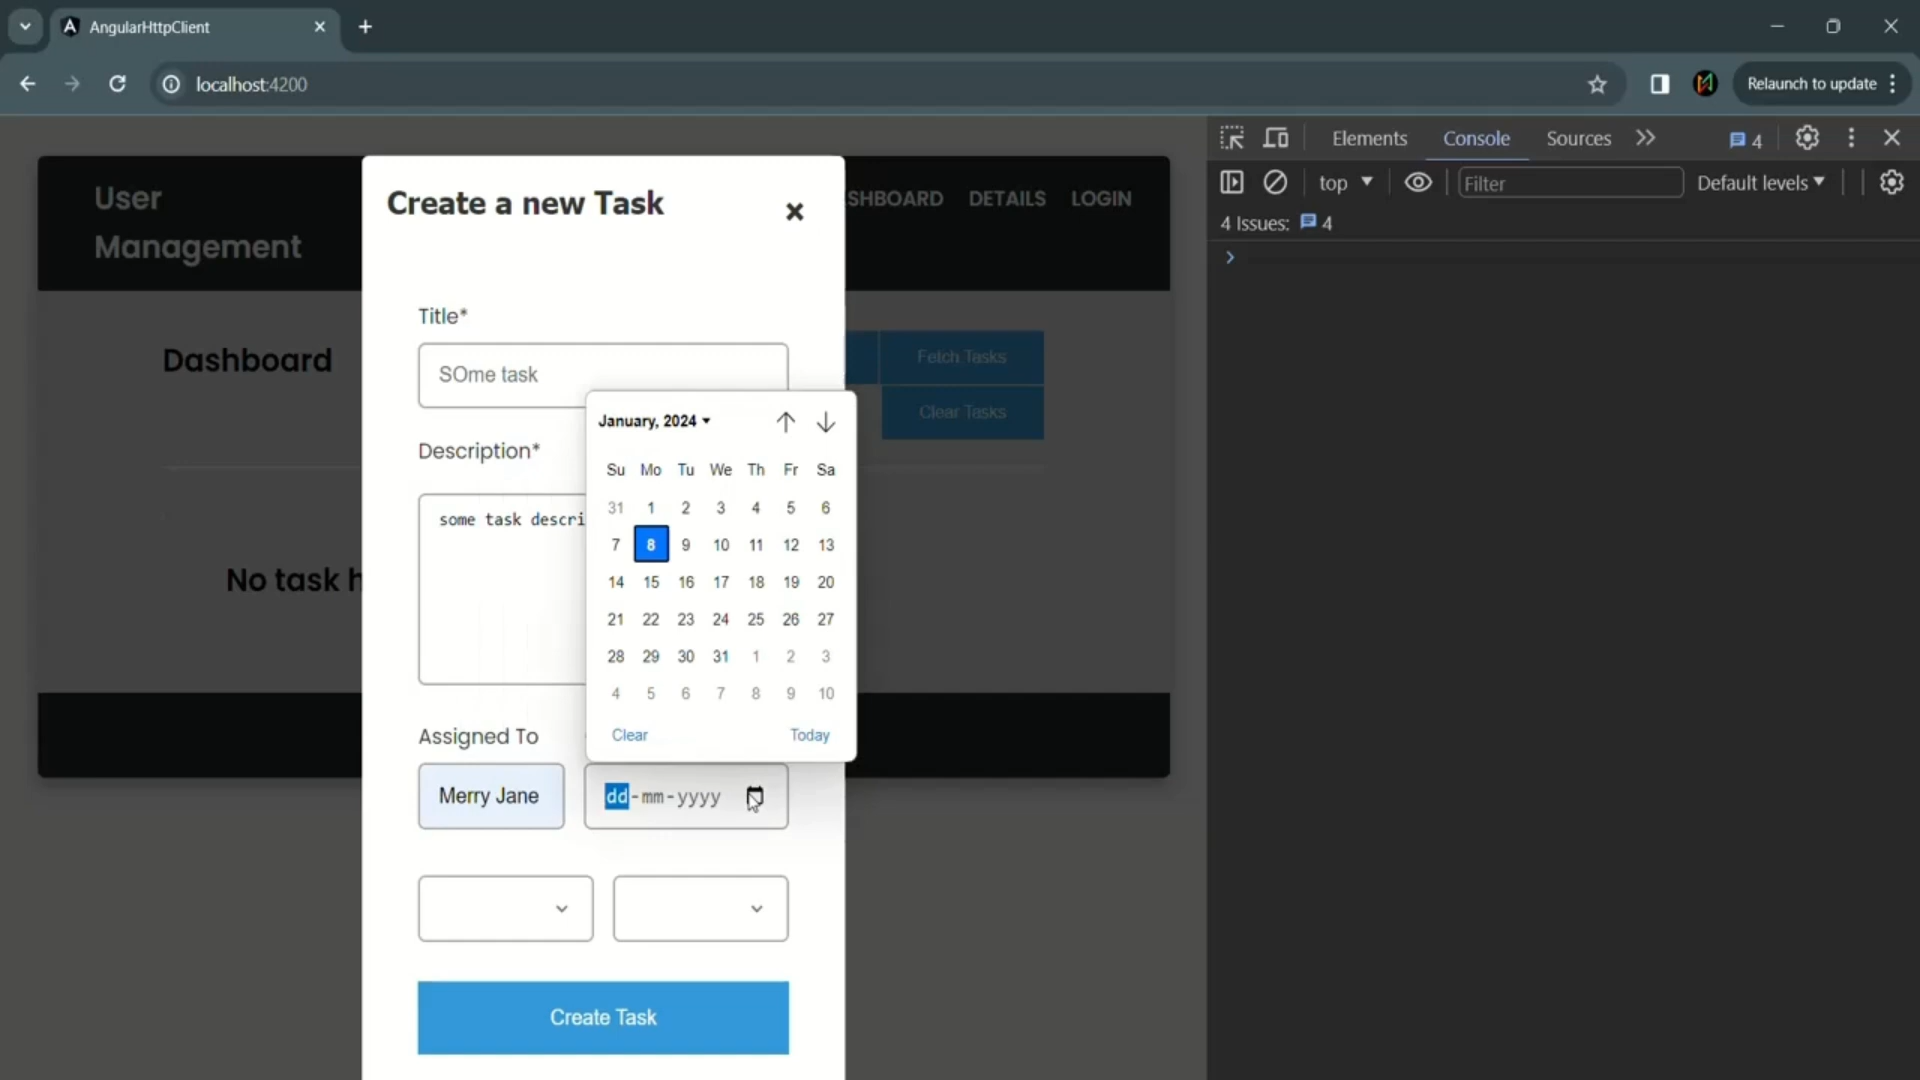 AngularHttpClient
localhost:4200
Relaunch to update
User
Management
SHBOARD DETAILS LOGIN
Create a new Task
Title*
SOme task
Dashboard
Fetch Tasks
Clear Tasks
Description*
some task descri
No task h
January, 2024
Su Mo Tu We Th Fr Sa
31 1 2 3 4 5 6
7 8 9 10 11 12 13
14 15 16 17 18 19 20
21 22 23 24 25 26 27
28 29 30 31 1 2 3
4 5 6 7 8 9 10
Clear Today
Assigned To
Merry Jane
dd-mm-yyyy
Create Task
Elements Console Sources 4
top Filter Default levels
4 Issues: 4